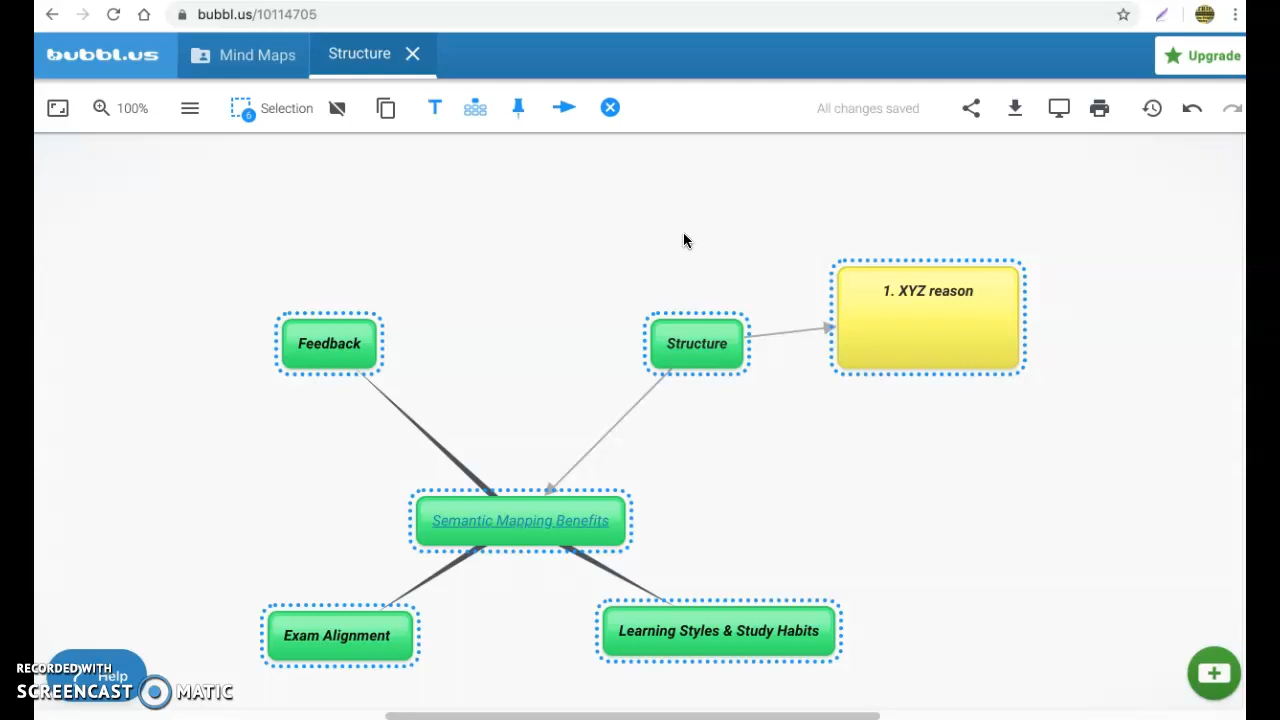 bubbl.us/10114705
bubbl.us
Mind Maps
Structure
Upgrade
100%
6
Selection
T
All changes saved
1. XYZ reason
Feedback
Structure
Semantic Mapping Benefits
Exam Alignment
Learning Styles & Study Habits
Help
RECORDED WITH
SCREENCAST MATIC